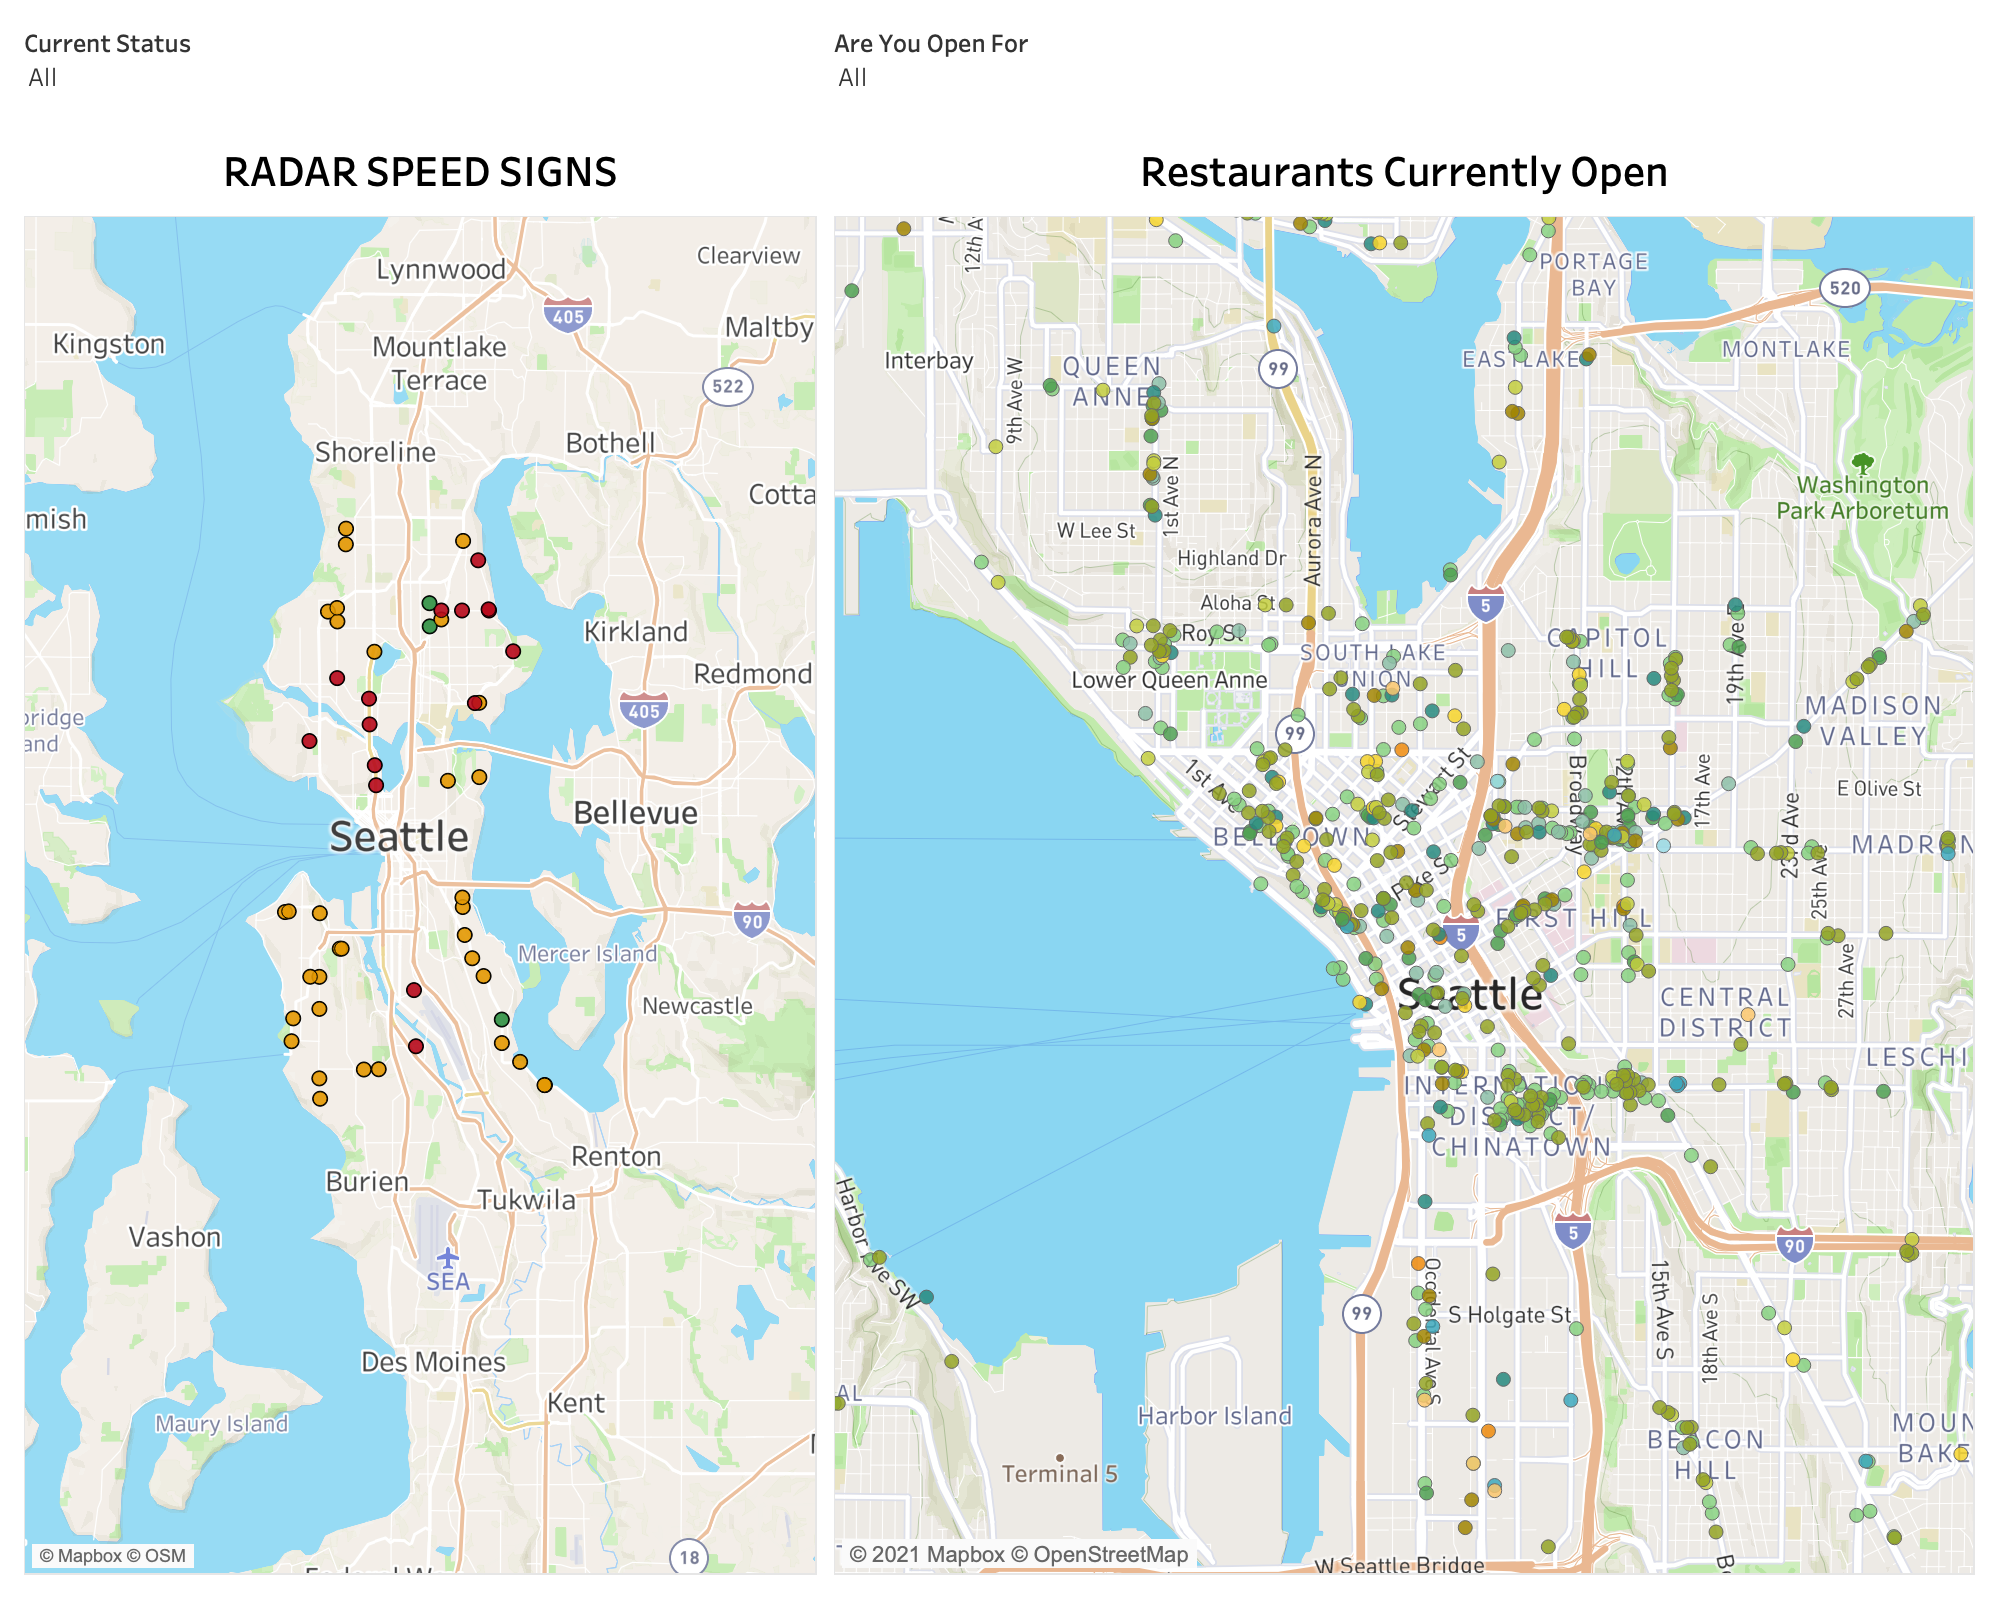 Current Status
All
Are You Open For
All
RADAR SPEED SIGNS
Restaurants Currently Open
Lynnwood
Clearview
405
Maltby
Kingston
Mountlake
Terrace
522
Shoreline
Bothell
Cotta
mish
Kirkland
Redmond
bridge
and
405
Bellevue
Seattle
90
Mercer Island
Newcastle
Renton
Burien
Tukwila
Vashon
SEA
Des Moines
Kent
Maury Island
18
© Mapbox © OSM
12th A
PORTAGE
BAY
520
Interbay
QUEEN
ANNE
99
EASTLAKE
MONTLAKE
9th Ave W
1st Ave N
Aurora Ave N
Washington
Park Arboretum
W Lee St
Highland Dr
Aloha St
5
Roy St
CAPITOL
HILL
19th Ave E
SOUTH LAKE
UNION
Lower Queen Anne
MADISON
VALLEY
99
1st Ave
Stewart St
Broadway
12th Ave
17th Ave
E Olive St
BELLTOWN
23rd Ave
MADRON
25th Ave
Pike St
FIRST HILL
5
27th Ave
Seattle
CENTRAL
DISTRICT
LESCHI
INTERNATIONAL
DISTRICT/
CHINATOWN
Harbor Ave SW
5
90
Occidental Ave S
15th Ave S
18th Ave S
99
S Holgate St
AL
Harbor Island
BEACON
HILL
MOUN
BAKE
Terminal 5
© 2021 Mapbox © OpenStreetMap
W Seattle Bridge